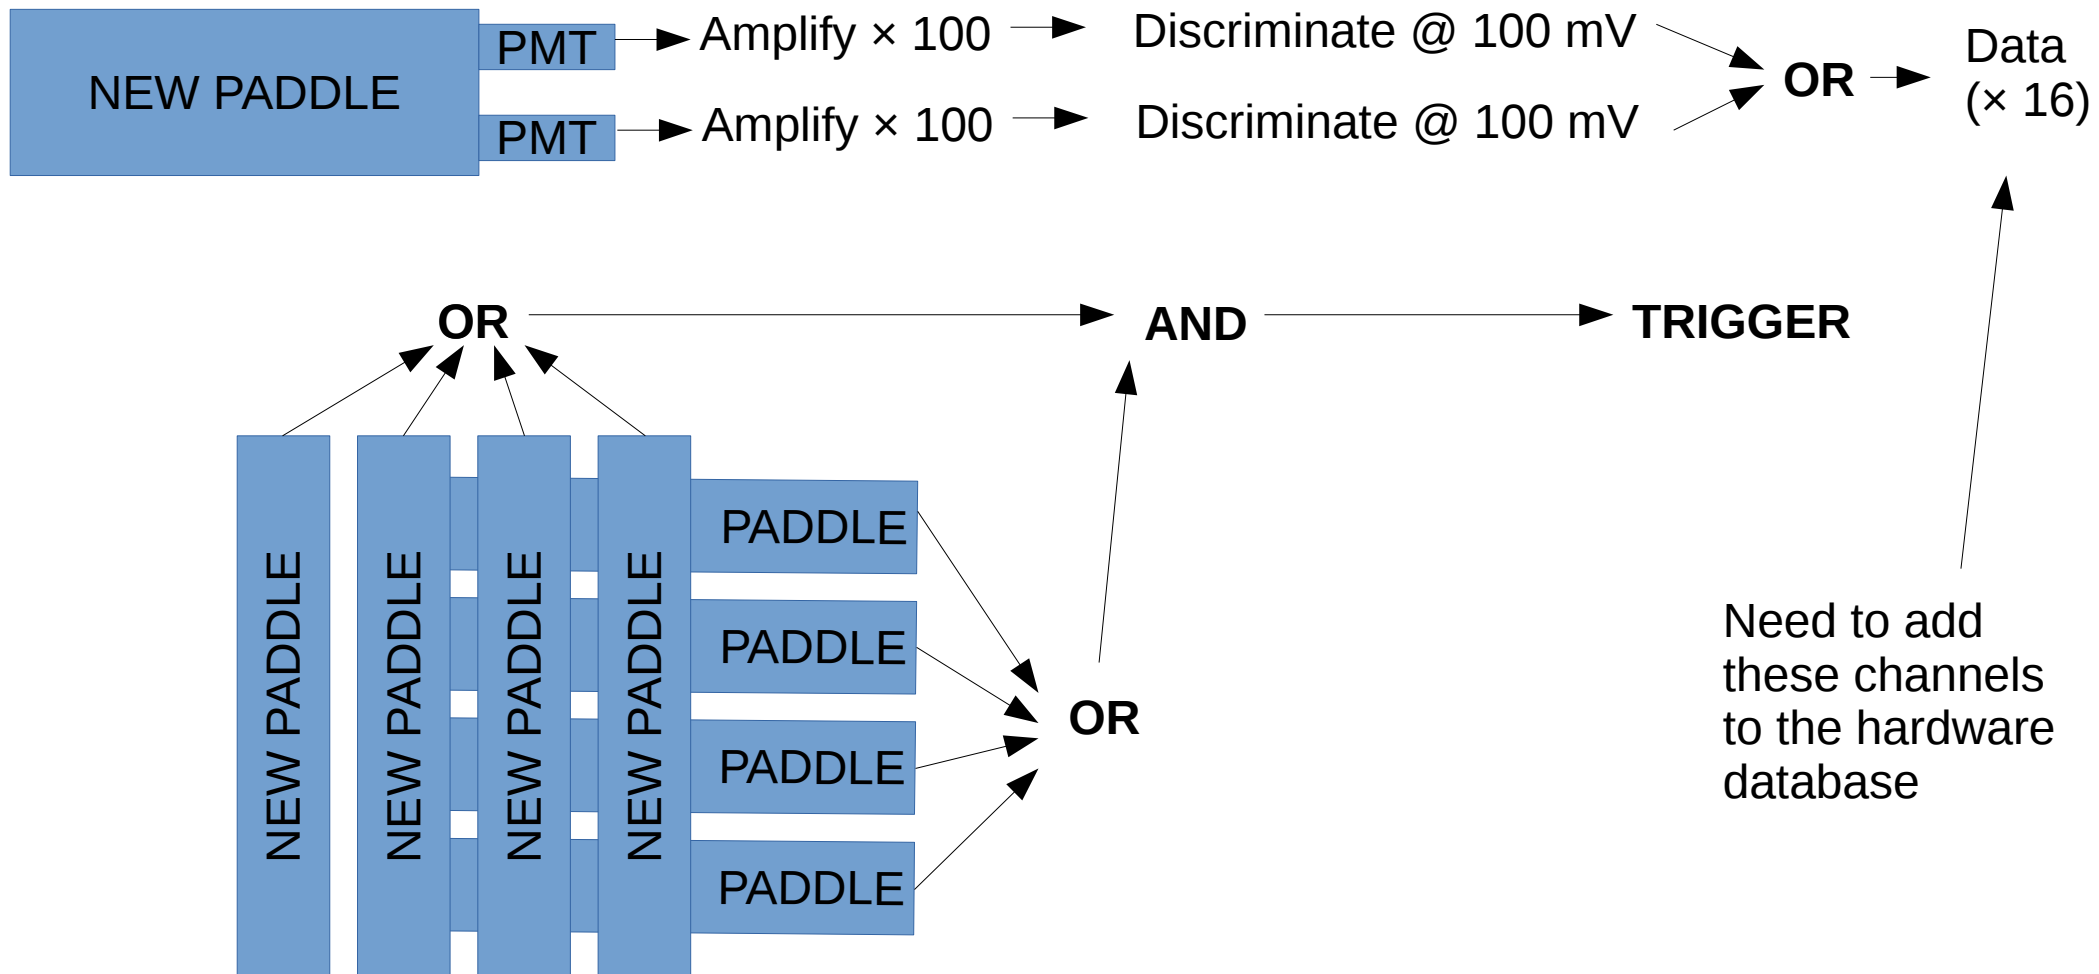 NEW PADDLE
PMT
Amplify × 100
Discriminate @ 100 mV
PMT
Amplify × 100
Discriminate @ 100 mV
OR
Data
(× 16)
OR
AND
TRIGGER
NEW PADDLE
NEW PADDLE
NEW PADDLE
NEW PADDLE
PADDLE
PADDLE
PADDLE
PADDLE
OR
Need to add
these channels
to the hardware
database